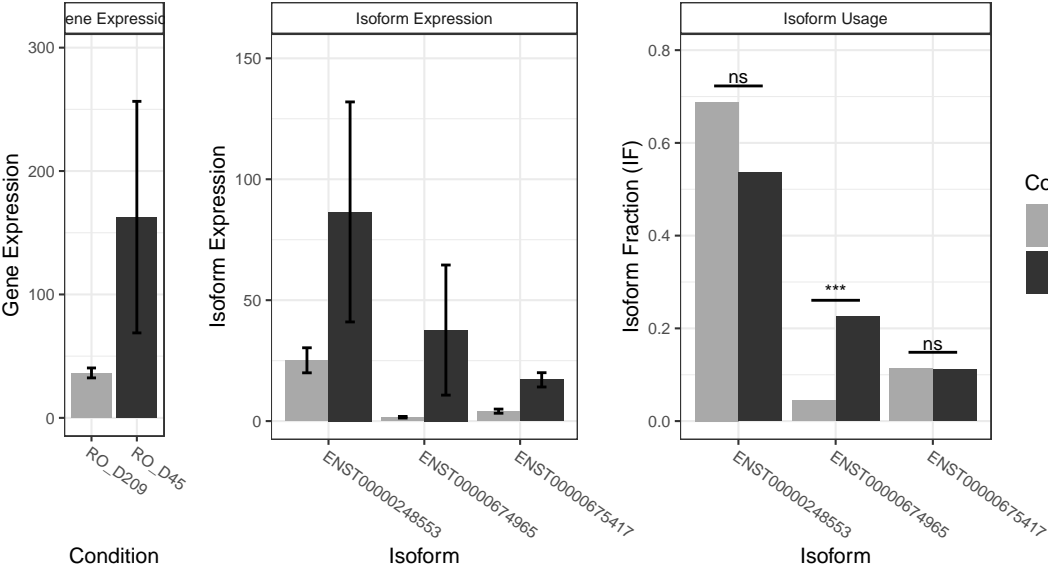 ene Expressio
Isoform Expression
Isoform Usage
Gene Expression
300
200
100
0
RO_D209
RO_D45
Condition
Isoform Expression
150
100
50
0
ENST00000248553
ENST00000674965
ENST00000675417
Isoform
Isoform Fraction (IF)
0.8
0.6
0.4
0.2
0.0
ns
***
ns
ENST00000248553
ENST00000674965
ENST00000675417
Isoform
Co